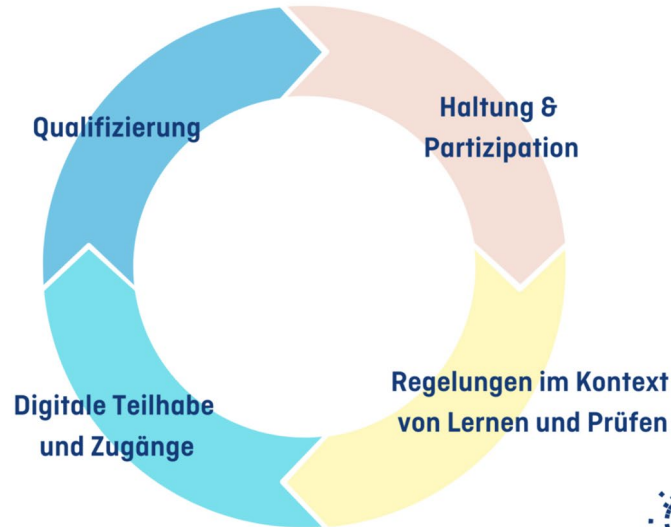 Qualifizierung
Haltung &
Partizipation
Regelungen im Kontext
von Lernen und Prüfen
Digitale Teilhabe
und Zugänge